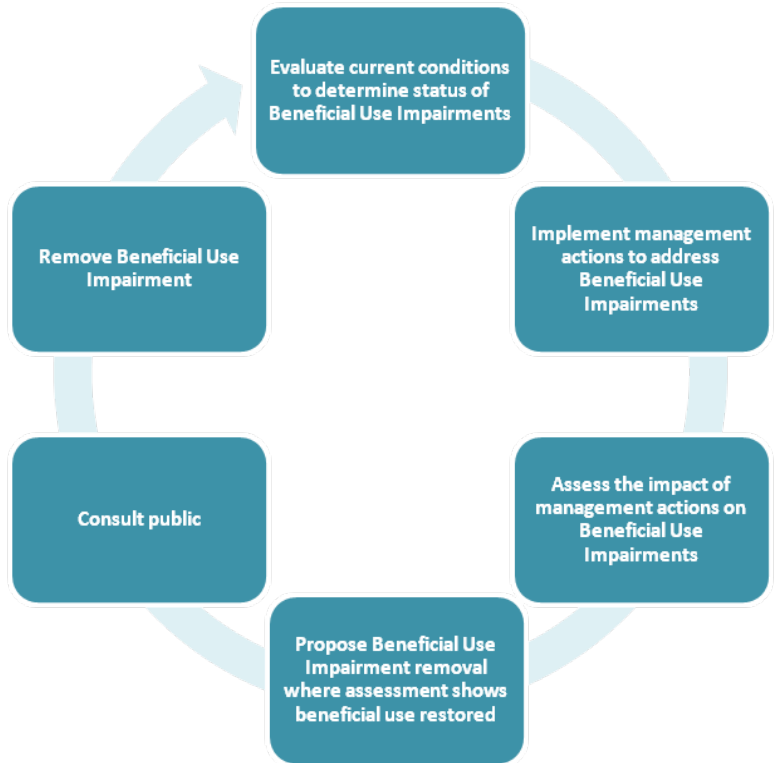 Evaluate current conditions
to determine status of
Beneficial Use Impairments
Implement management
actions to address
Beneficial Use
Impairments
Assess the impact of
management actions on
Beneficial Use
Impairments
Propose Beneficial Use
Impairment removal
where assessment shows
beneficial use restored
Consult public
Remove Beneficial Use
Impairment